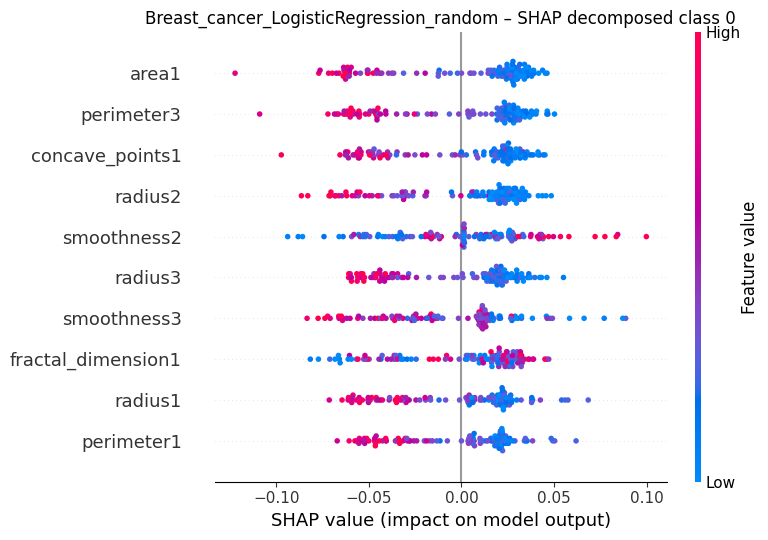 Breast_cancer_LogisticRegression_random – SHAP decomposed class 0
High
area1
perimeter3
concave_points1
radius2
smoothness2
radius3
smoothness3
fractal_dimension1
radius1
perimeter1
Feature value
Low
−0.10 −0.05 0.00 0.05 0.10
SHAP value (impact on model output)